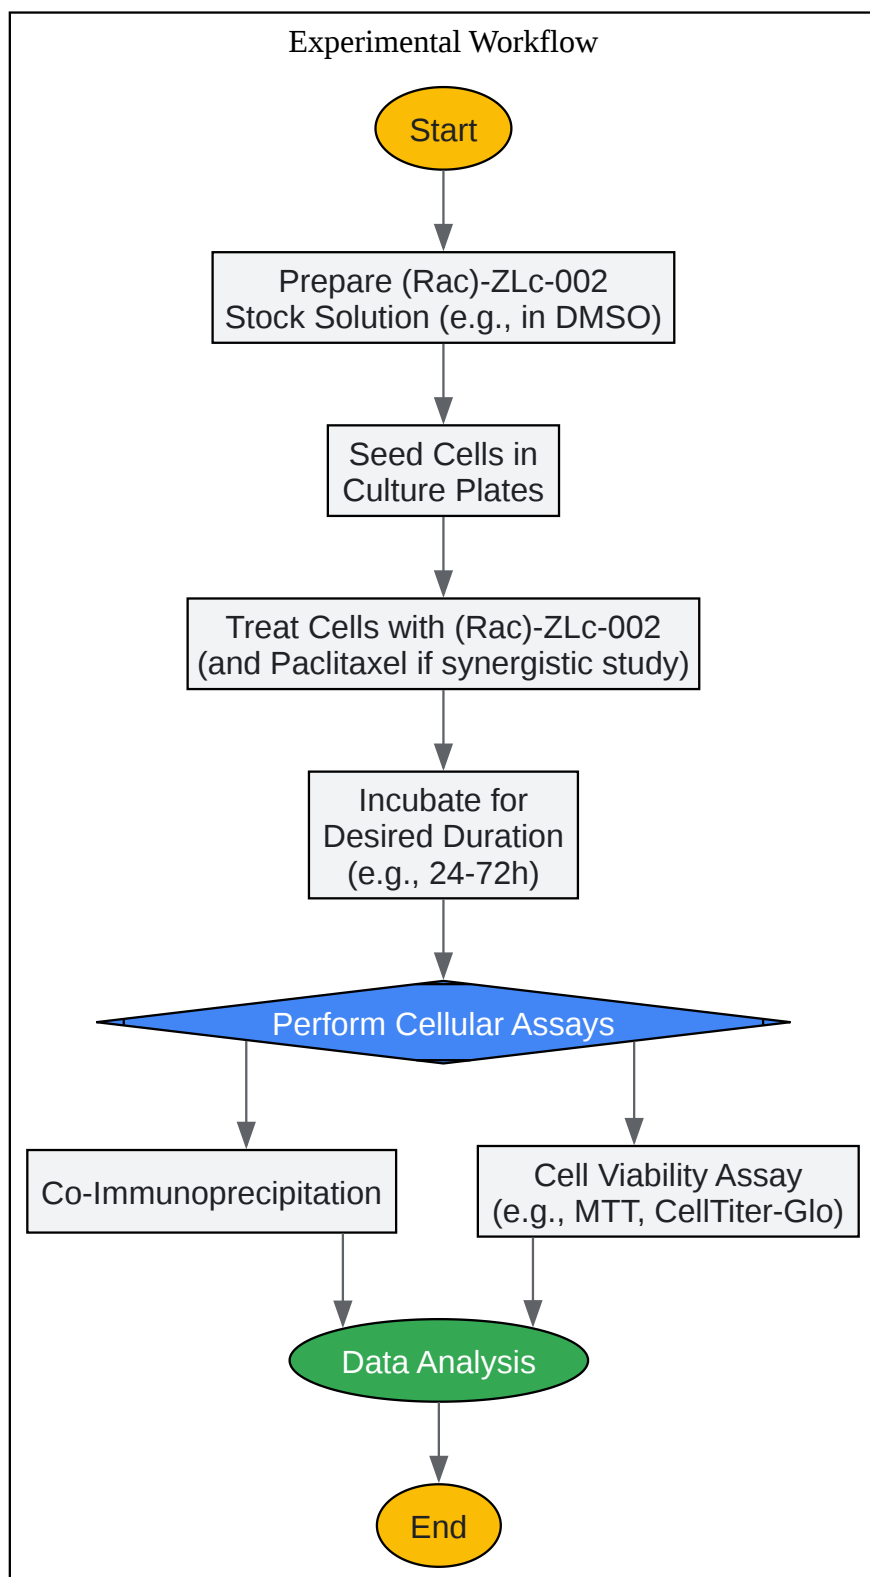 Experimental Workflow
Start
Prepare (Rac)-ZLc-002
Stock Solution (e.g., in DMSO)
Seed Cells in
Culture Plates
Treat Cells with (Rac)-ZLc-002
(and Paclitaxel if synergistic study)
Incubate for
Desired Duration
(e.g., 24-72h)
Perform Cellular Assays
Co-Immunoprecipitation
Cell Viability Assay
(e.g., MTT, CellTiter-Glo)
Data Analysis
End